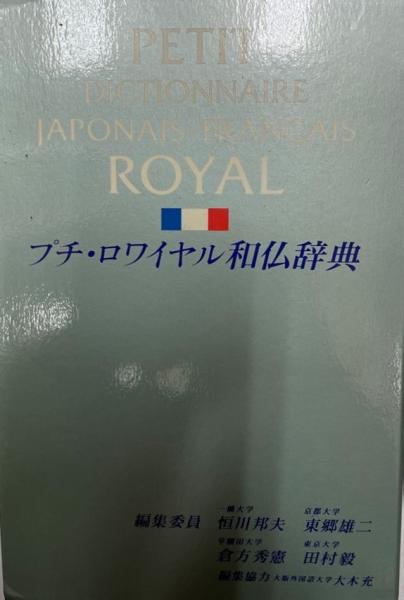 PETIT
DICTIONNAIRE
JAPONAIS-FRANÇAIS
ROYAL
プチ・ロワイヤル和仏辞典
一橋大学 京都大学
編集委員 恒川邦夫 東郷雄二
早稲田大学 東京大学
倉方秀憲 田村毅
編集協力 大阪外国語大学 大木充